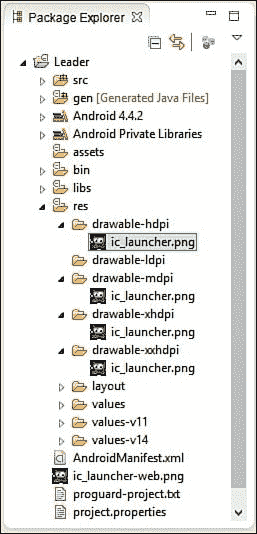 Package Explorer
Leader
src
gen [Generated Java Files]
Android 4.4.2
Android Private Libraries
assets
bin
libs
res
drawable-hdpi
ic_launcher.png
drawable-ldpi
drawable-mdpi
ic_launcher.png
drawable-xhdpi
ic_launcher.png
drawable-xxhdpi
ic_launcher.png
layout
values
values-v11
values-v14
AndroidManifest.xml
ic_launcher-web.png
proguard-project.txt
project.properties